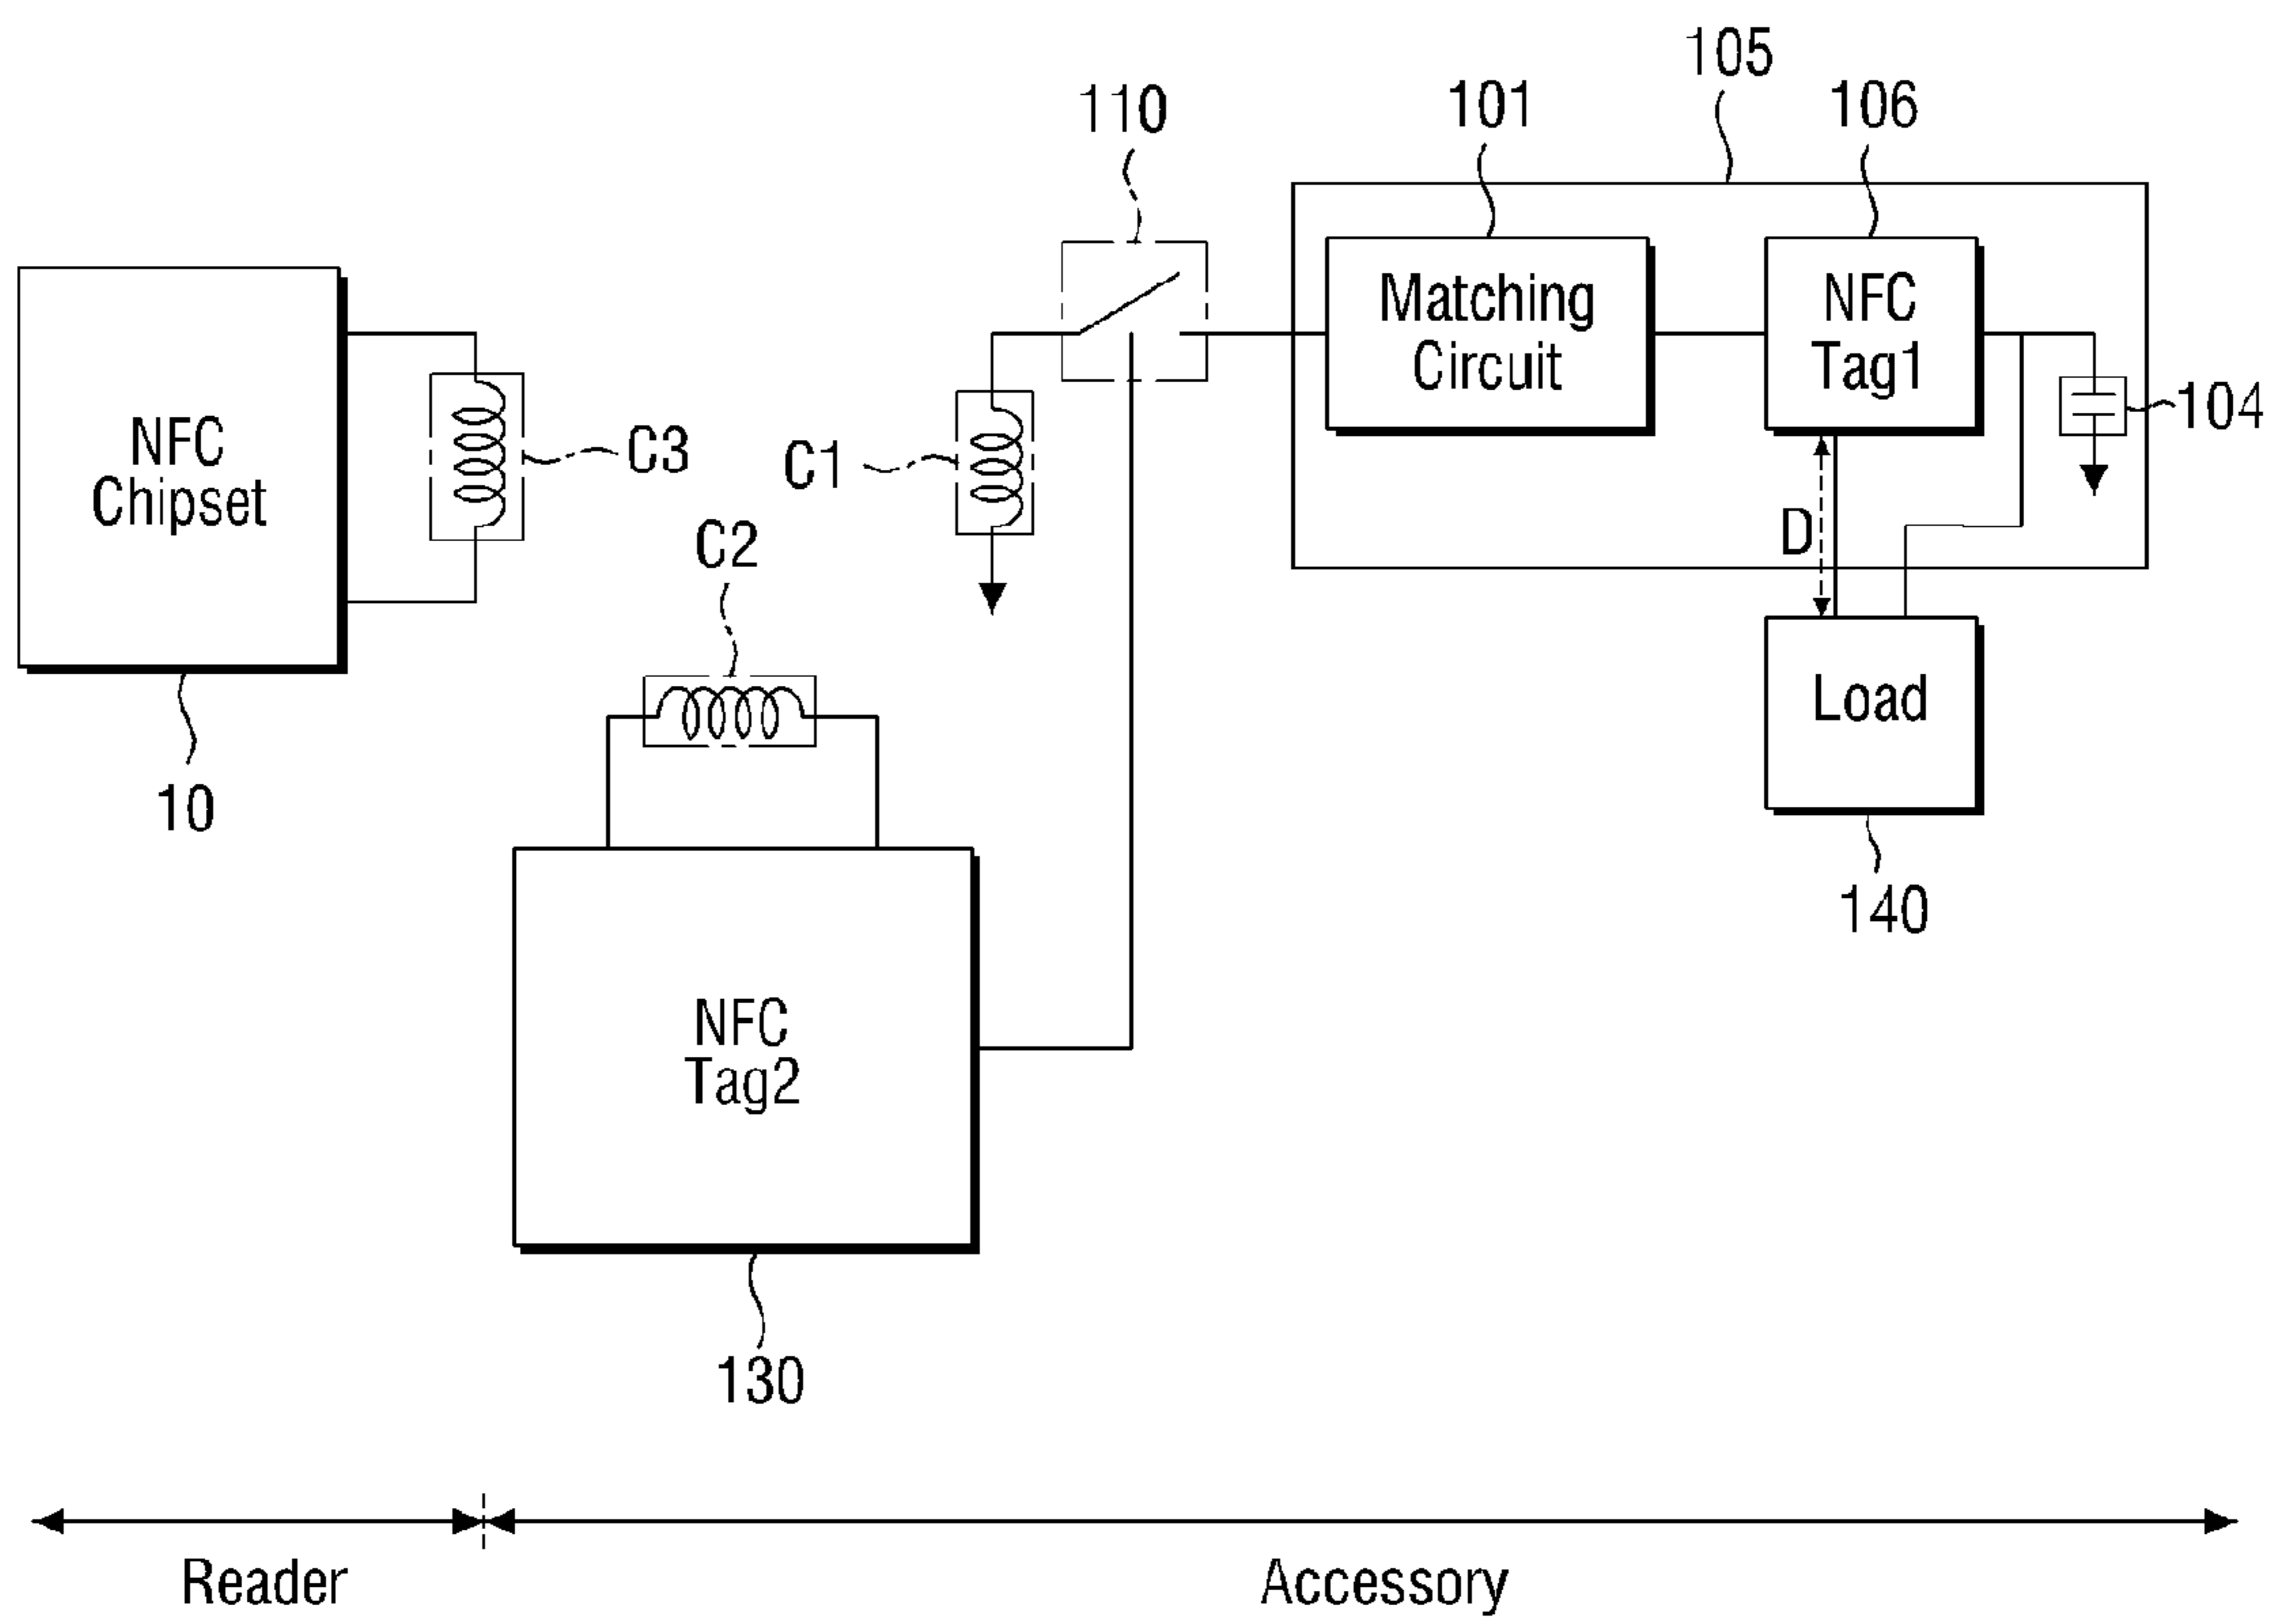 105
110
101
106
NFC
Chipset
C3
C1
Matching
Circuit
NFC
Tag1
104
C2
D
Load
10
140
NFC
Tag2
130
Reader
Accessory